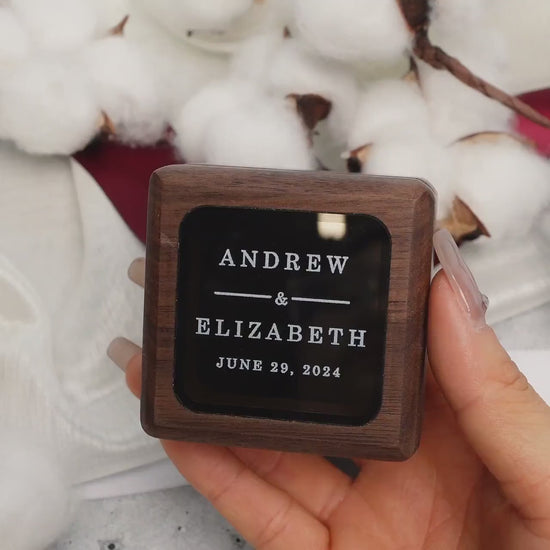 ANDREW
&
ELIZABETH
JUNE 29, 2024